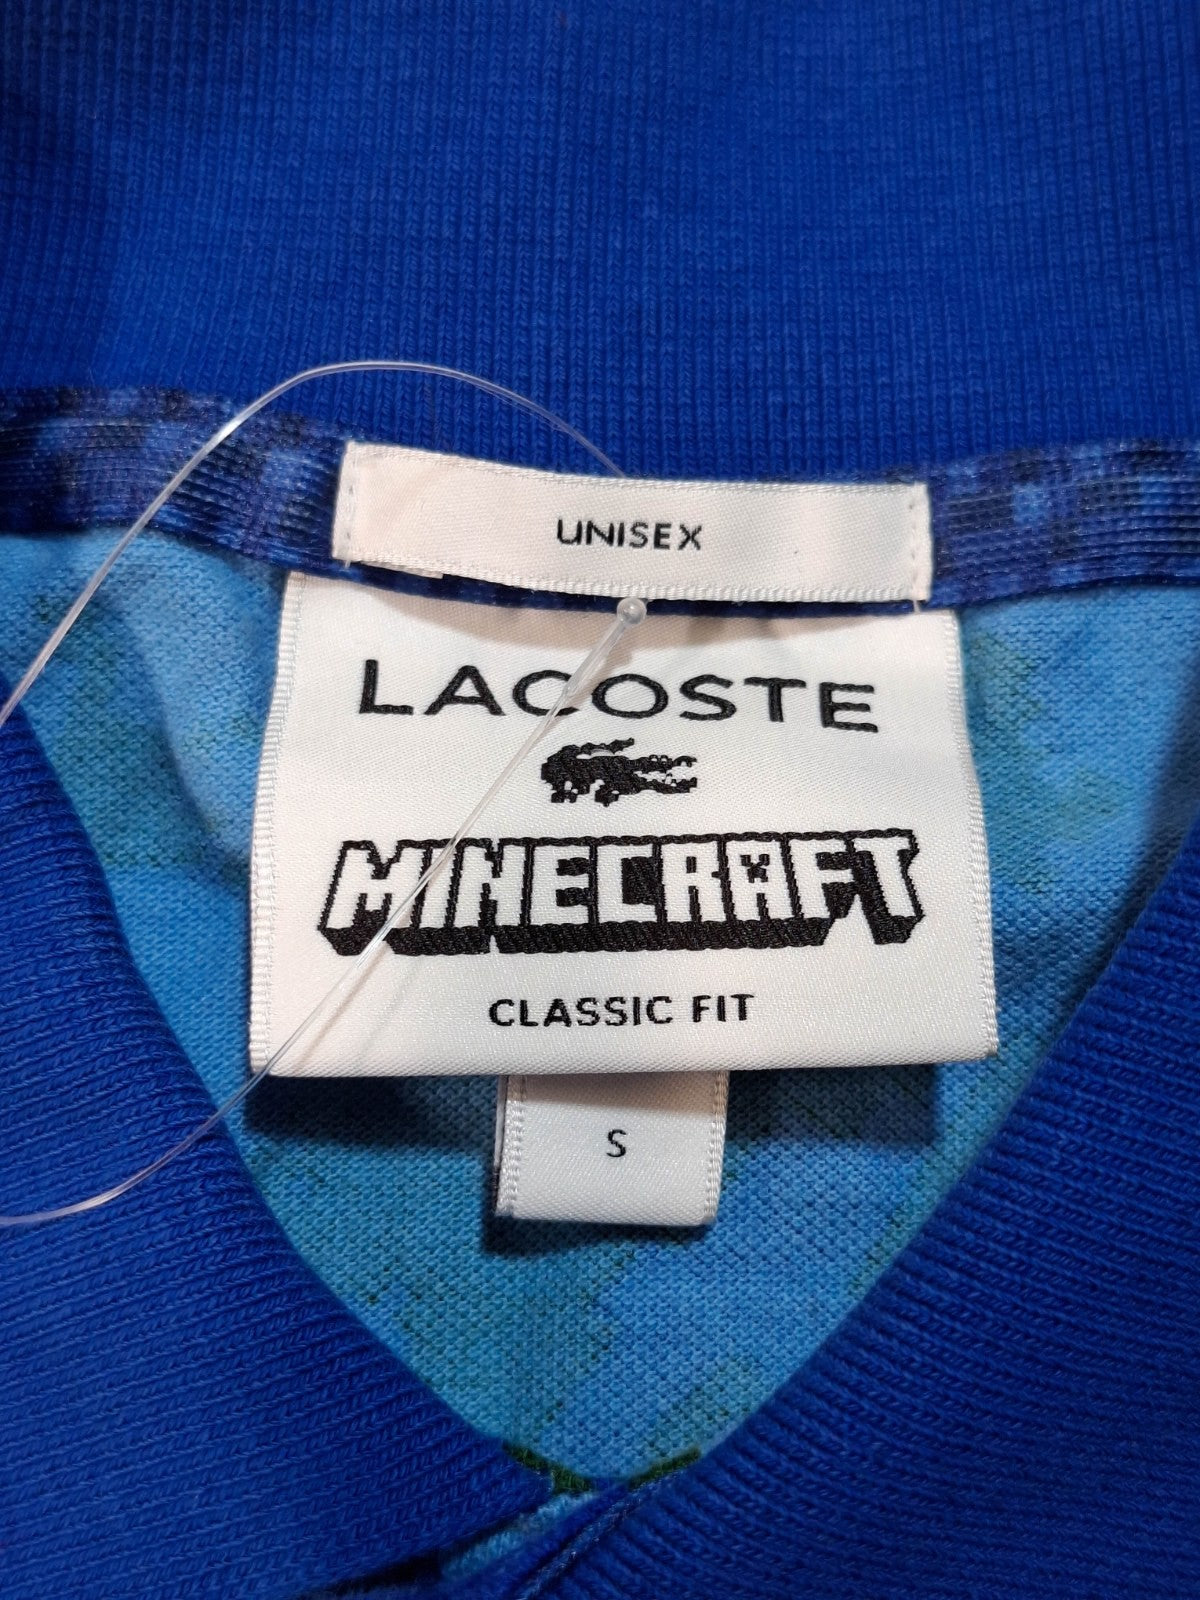 UNISEX
LACOSTE
MINECRAFT
CLASSIC FIT
S